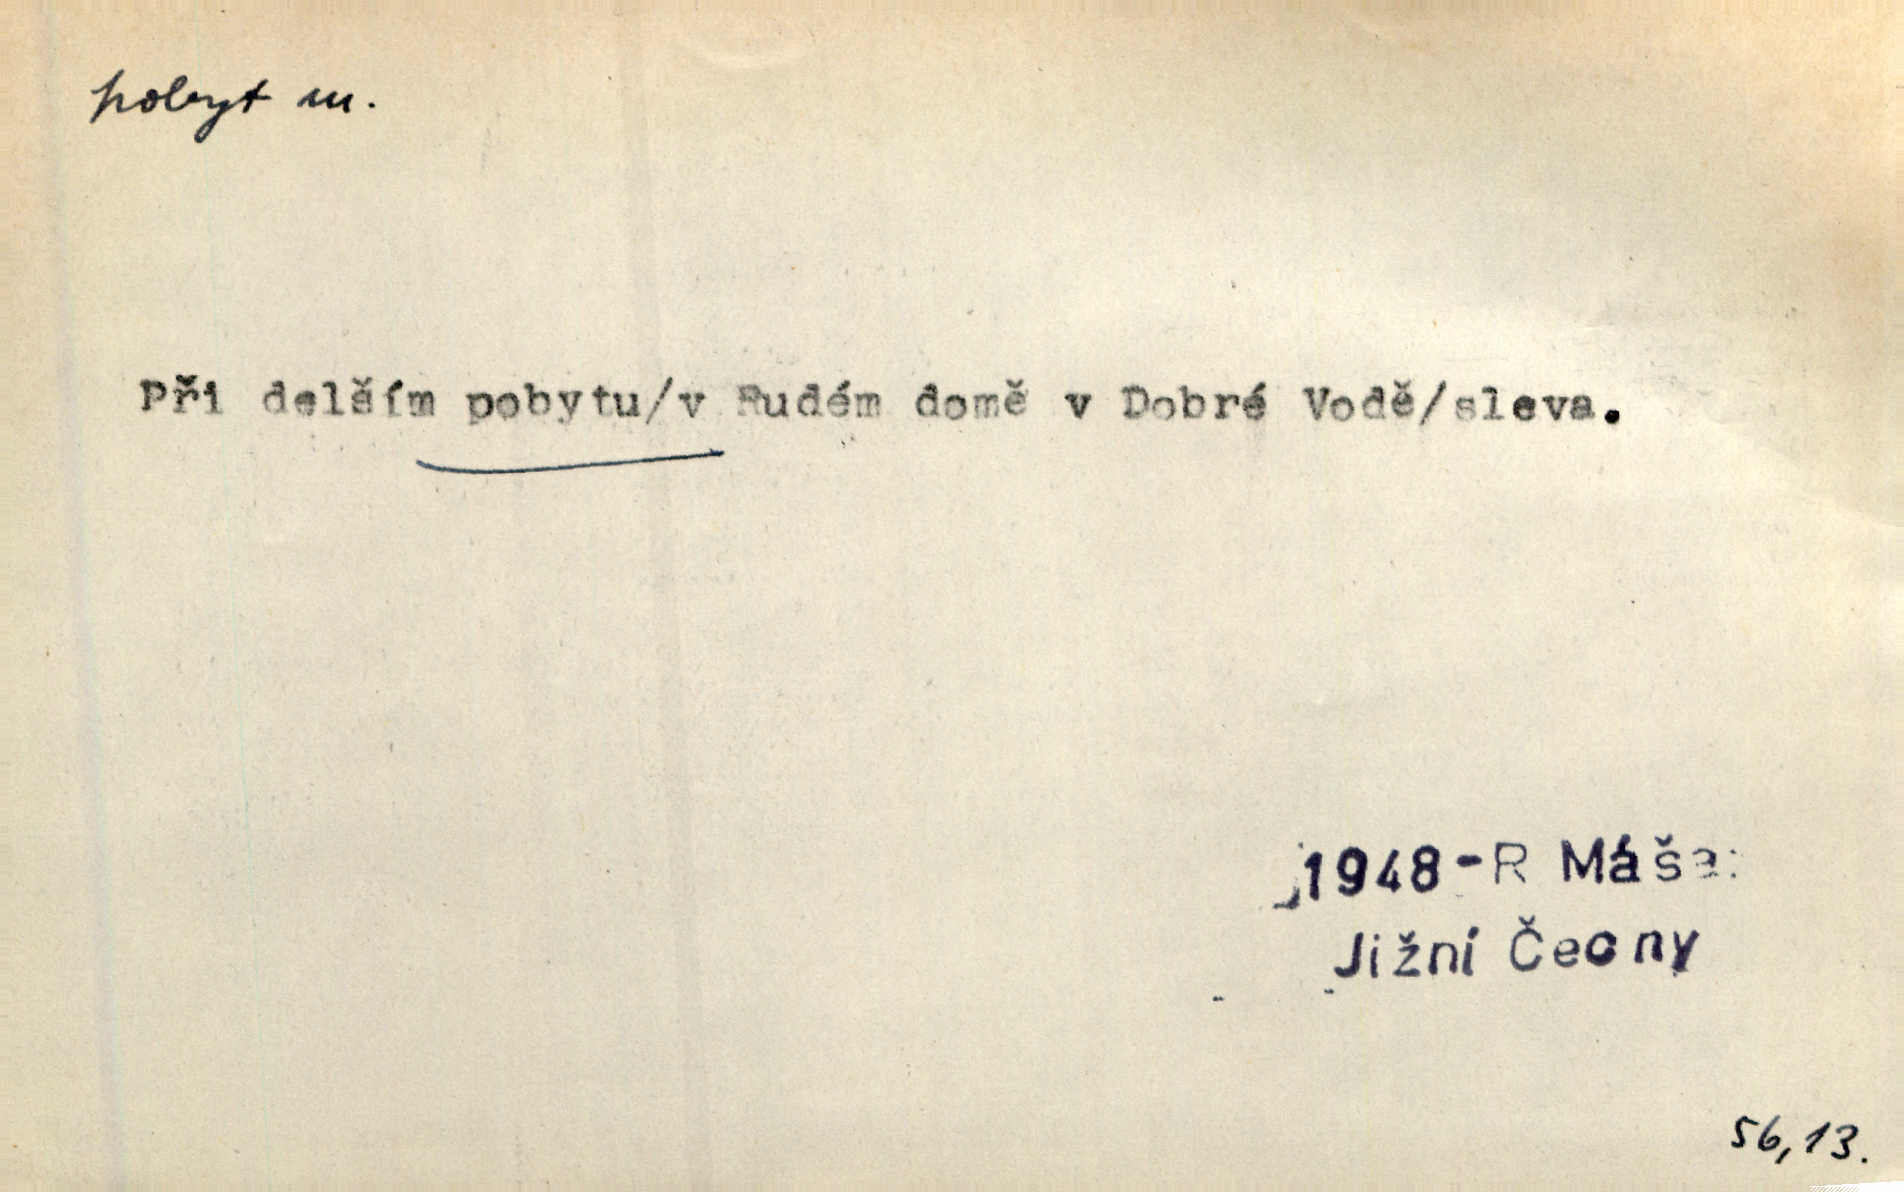 pobyt m.
Při delším pobytu/v Rudém domě v Dobré Vodě/sleva.
1948-R Máša:
Jižní Čechy
56,13.